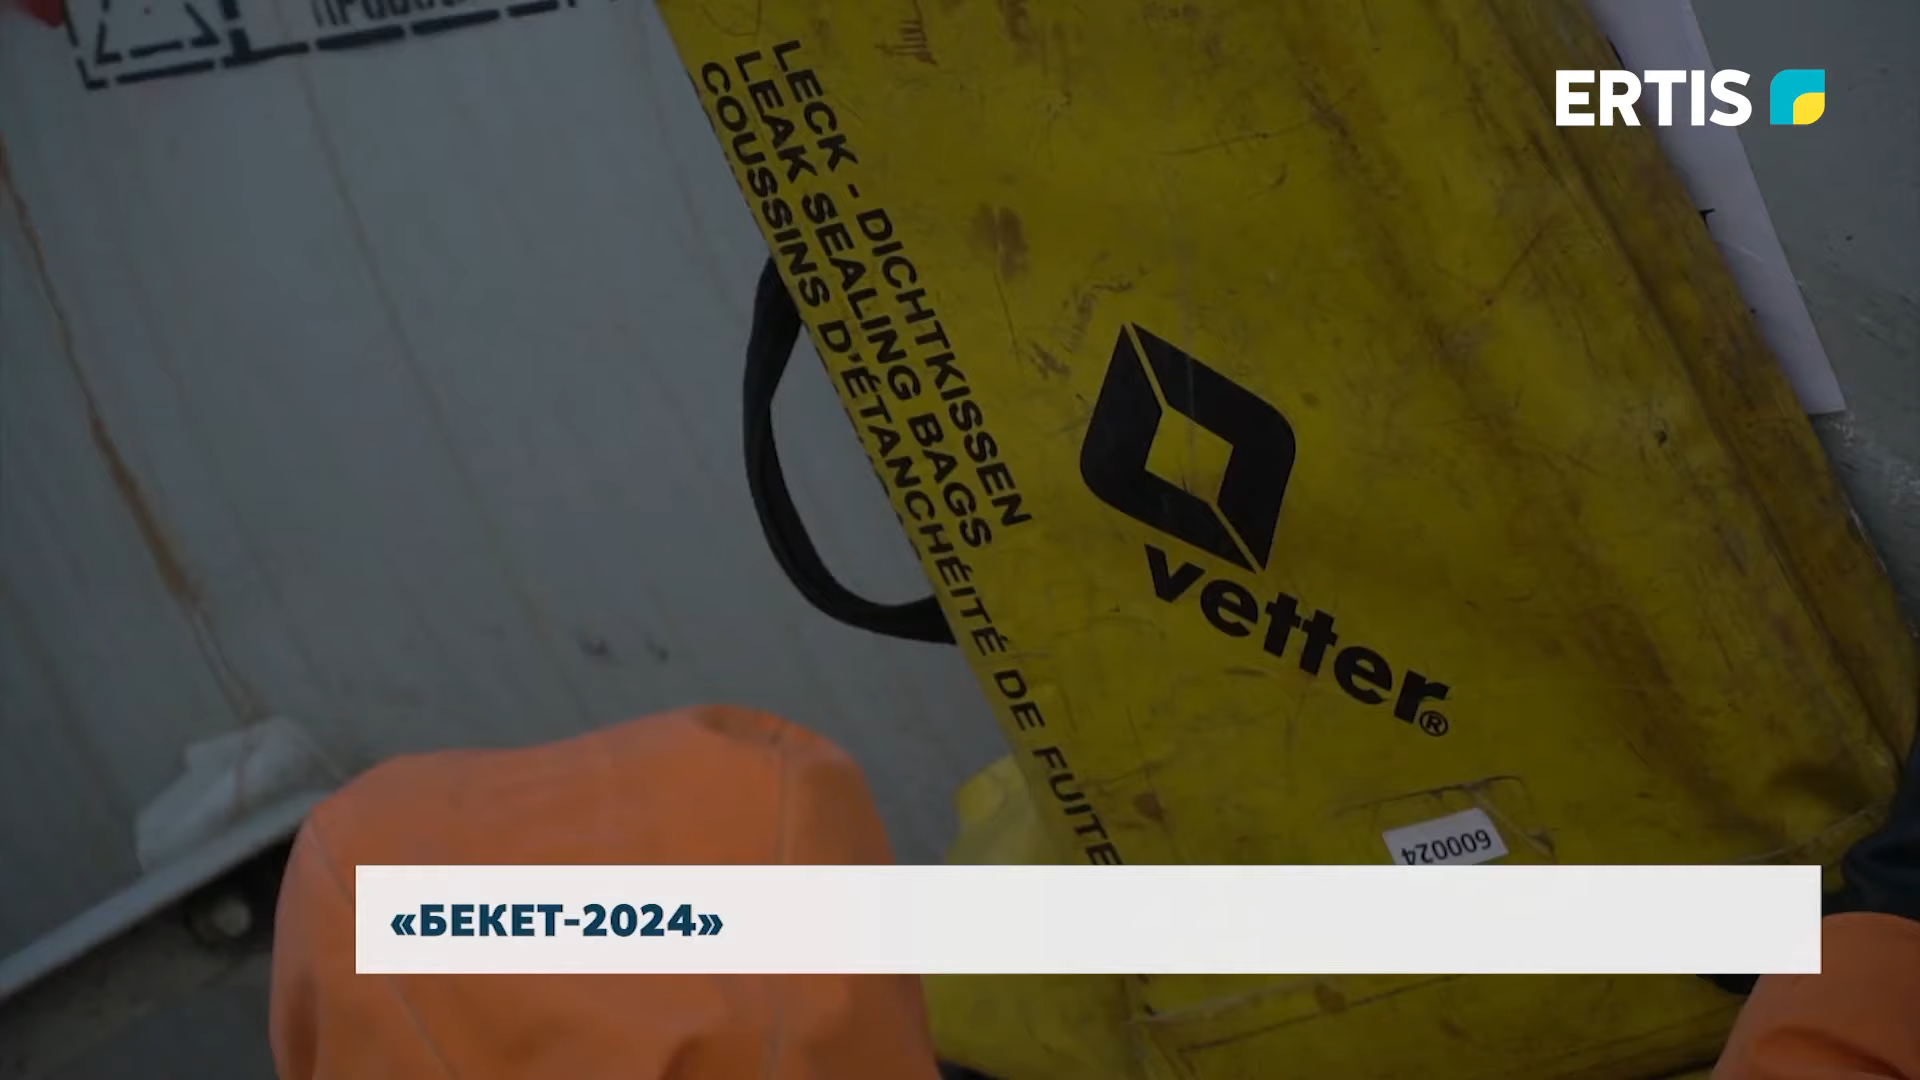 ERTIS
LECK - DICHTKISSEN
LEAK SEALING BAGS
COUSSINS D'ÉTANCHÉITÉ DE FUITE
vetter®
600024
«БЕКЕТ-2024»